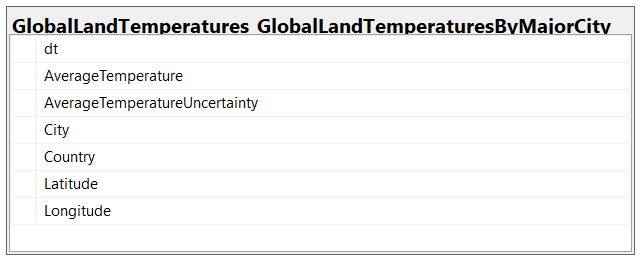 GlobalLandTemperatures_GlobalLandTemperaturesByMajorCity
dt
AverageTemperature
AverageTemperatureUncertainty
City
Country
Latitude
Longitude